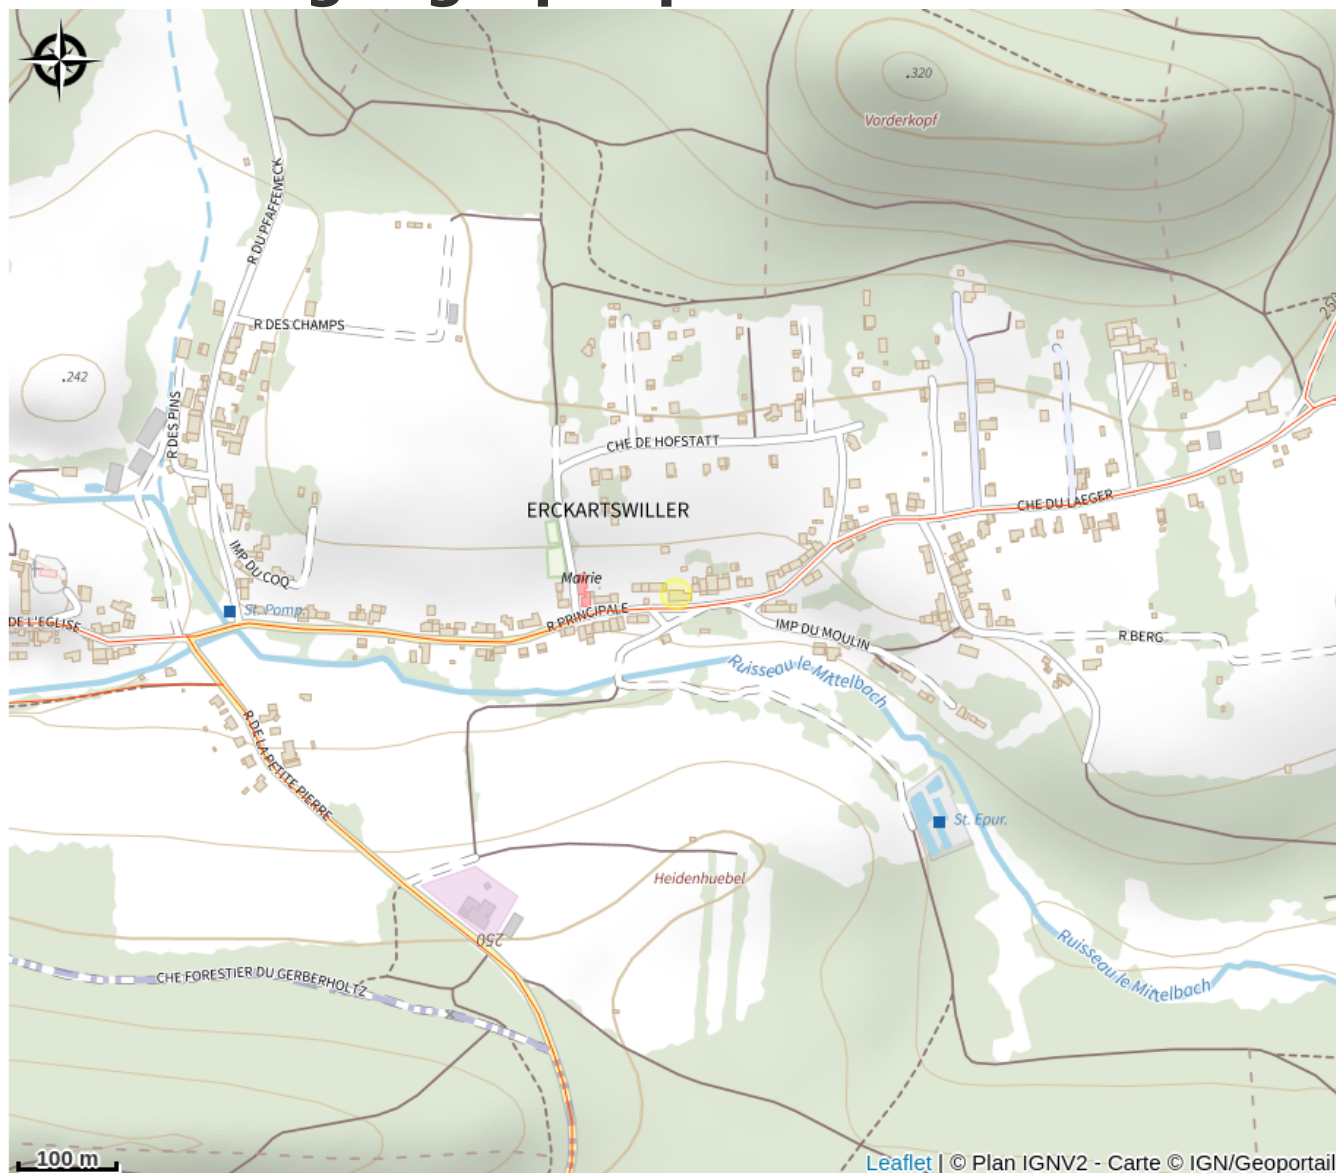 .320
Vorderkopf
R DU PFAFFENECK
R DES CHAMPS
.242
R DES PINS
CHE DE HOFSTATT
ERCKARTSWILLER
CHE DU LAEGER
IMP DU COQ
Mairie
St. Pomp.
DE L'EGLISE
R PRINCIPALE
IMP DU MOULIN
R BERG
Ruisseau le Mittelbach
R DE LA PETITE PIERRE
St. Epur.
Heidenhuebel
250
CHE FORESTIER DU GERBERHOLTZ
Ruisseau le Mittelbach
100 m
Leaflet | © Plan IGNV2 - Carte © IGN/Geoportail